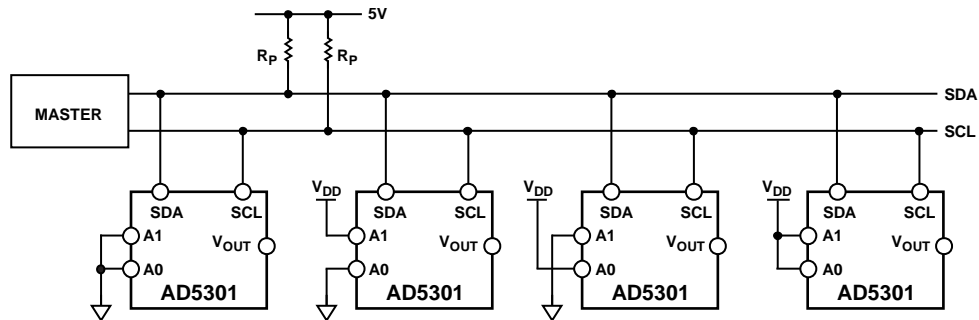 5V
RP RP
MASTER
SDA
SCL
VDD VDD VDD
SDA SCL SDA SCL SDA SCL SDA SCL
A1 VOUT A1 VOUT A1 VOUT A1 VOUT
A0 A0 A0 A0
AD5301 AD5301 AD5301 AD5301